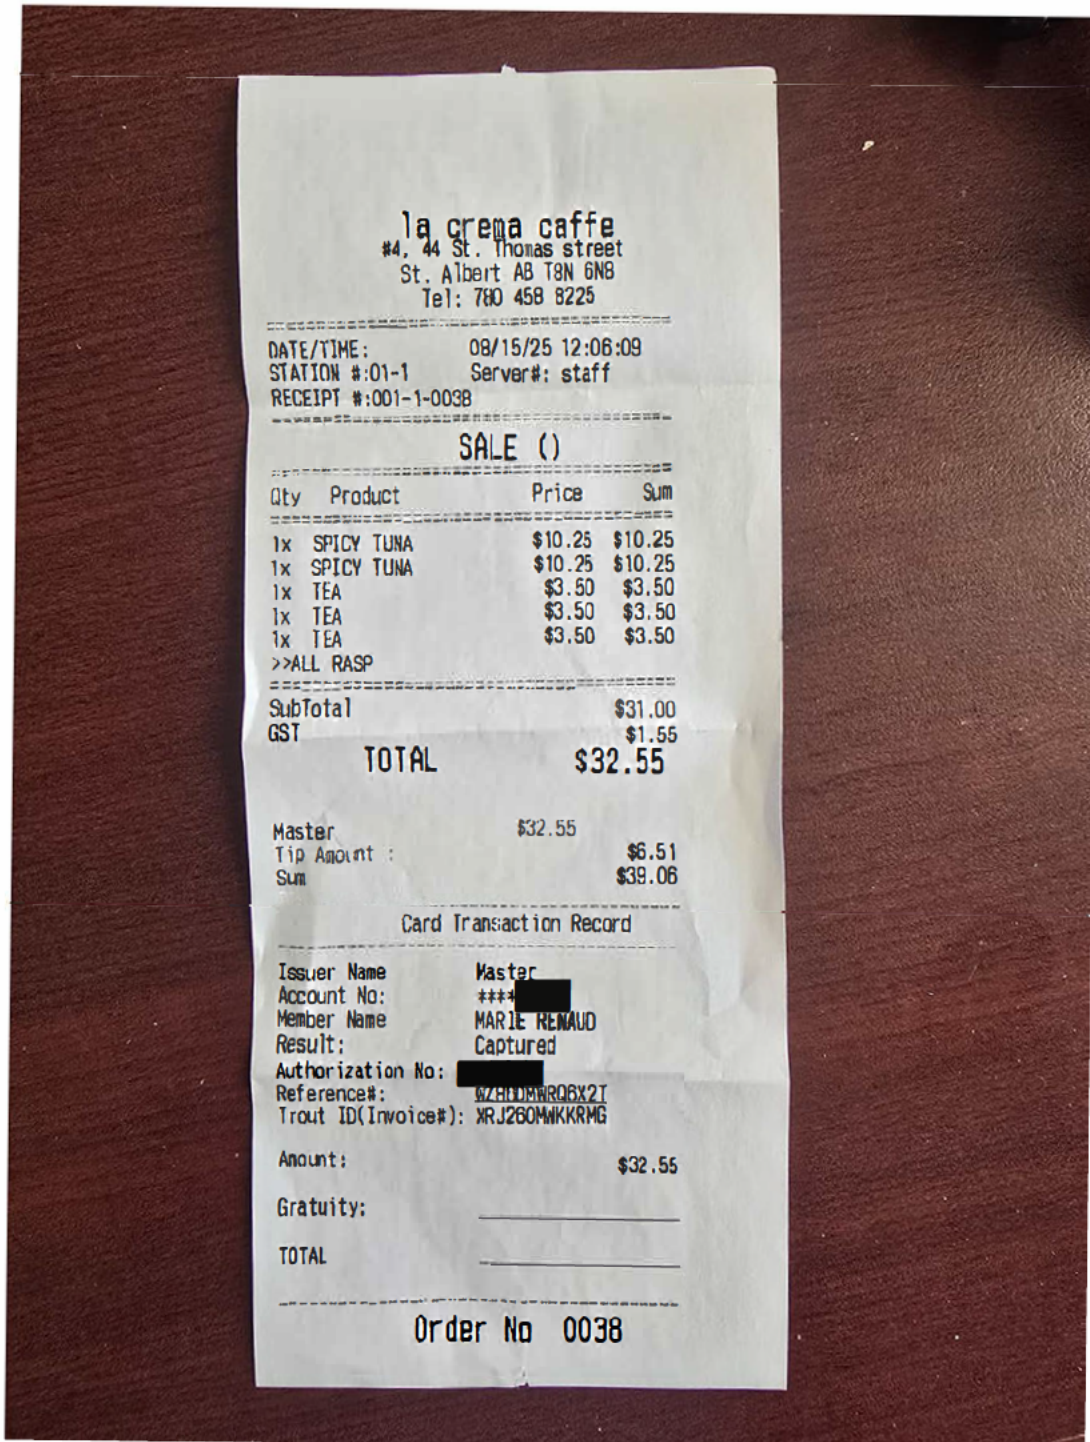 la crema caffe
#4, 44 St. Thomas street
St. Albert AB T8N 6N8
Tel: 780 458 8225
DATE/TIME: 08/15/25 12:06:09
STATION #:01-1 Server#: staff
RECEIPT #:001-1-0038
SALE ()
Qty Product Price Sum
1x SPICY TUNA $10.25 $10.25
1x SPICY TUNA $10.25 $10.25
1x TEA $3.50 $3.50
1x TEA $3.50 $3.50
1x TEA $3.50 $3.50
>>ALL RASP
SubTotal $31.00
GST $1.55
TOTAL $32.55
Master $32.55
Tip Amount : $6.51
Sum $39.06
Card Transaction Record
Issuer Name Master
Account No: ****
Member Name MARIE RENAUD
Result: Captured
Authorization No:
Reference#:
Trout ID(Invoice#): XRJ260MWKKRMG
Amount: $32.55
Gratuity:
TOTAL
Order No 0038